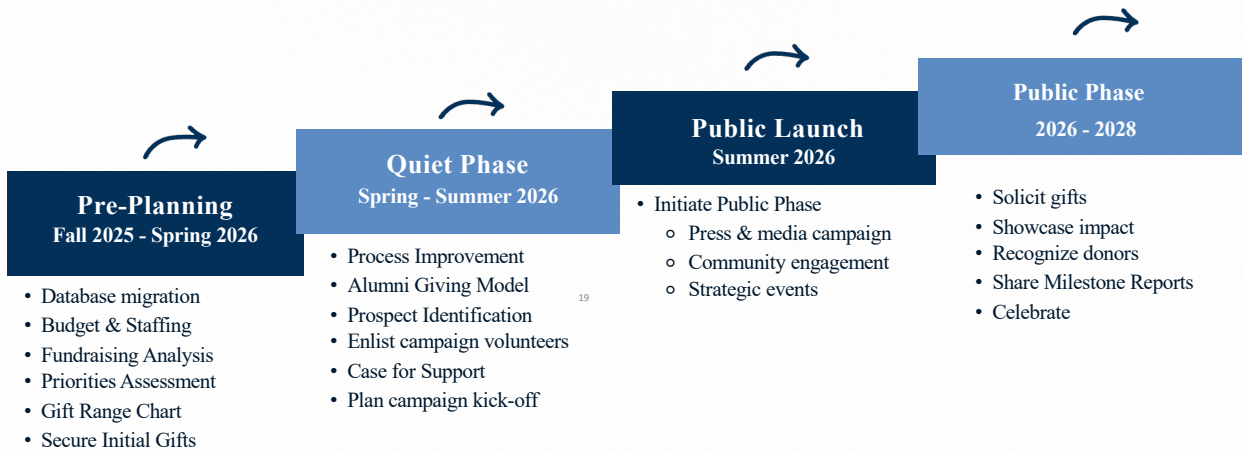 Pre-Planning
Fall 2025 - Spring 2026
• Database migration
• Budget & Staffing
• Fundraising Analysis
• Priorities Assessment
• Gift Range Chart
• Secure Initial Gifts
Quiet Phase
Spring - Summer 2026
• Process Improvement
• Alumni Giving Model
• Prospect Identification
• Enlist campaign volunteers
• Case for Support
• Plan campaign kick-off
19
Public Launch
Summer 2026
• Initiate Public Phase
o Press & media campaign
o Community engagement
o Strategic events
Public Phase
2026 - 2028
• Solicit gifts
• Showcase impact
• Recognize donors
• Share Milestone Reports
• Celebrate